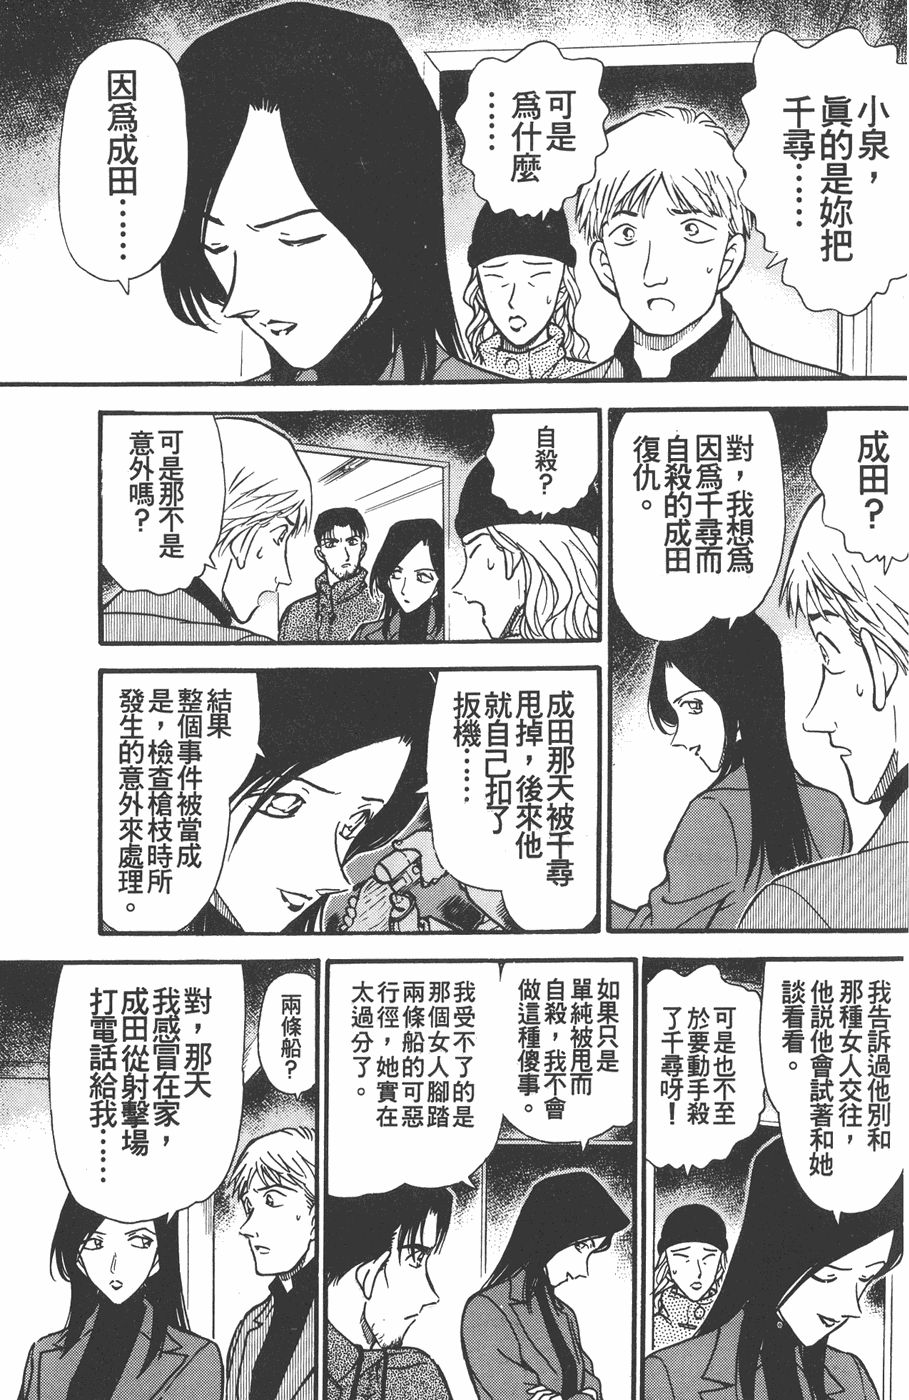 小泉，
真的是妳把
千尋……
可是
為什麼
……
因為成田……
成田？
對，我想為
因為千尋而
自殺的成田
復仇。
自殺？
可是那不是
意外嗎？
成田那天被千尋
甩掉，後來他
就自己扣了
扳機……
結果
整個事件被當成
是，檢查槍枝時所
發生的意外來處理。
我告訴過他別和
那種女人交往，
他說他會試著和她
談看看。
可是也不至
於要動手殺
了千尋呀！
如果只是
單純被甩而
自殺，我不會
做這種傻事。
我受不了的是
那個女人腳踏
兩條船的可惡
行徑，她實在
太過分了。
兩條船？
對，那天
我感冒在家，
成田從射擊場
打電話給我……